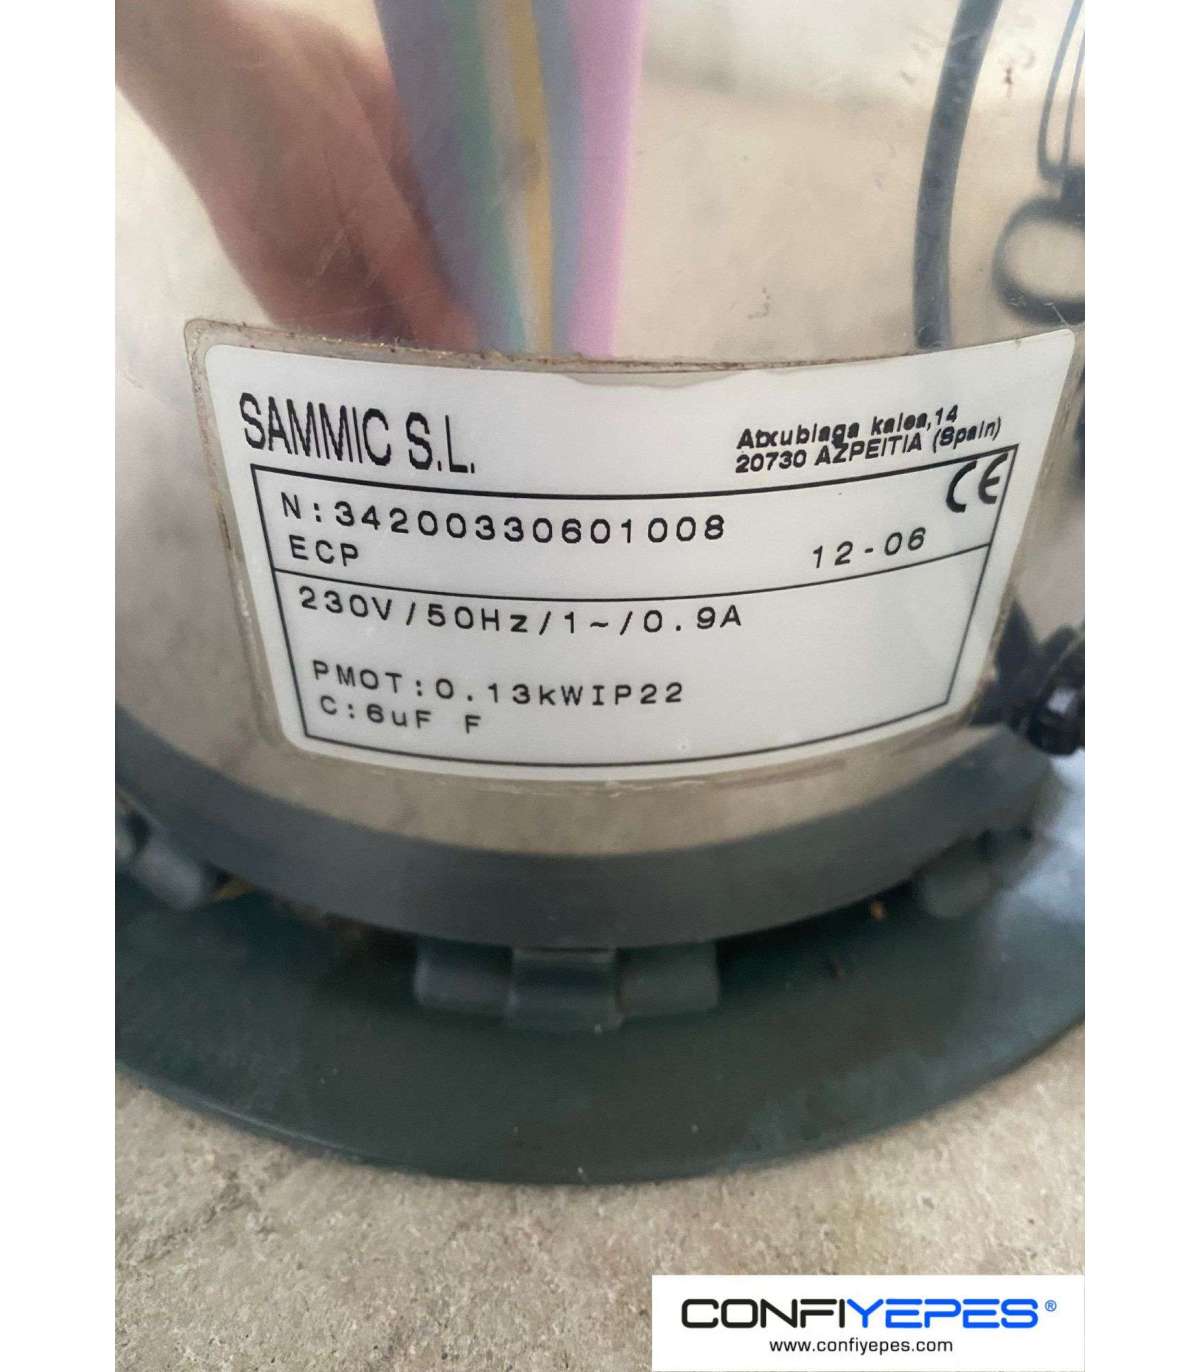 SAMMIC S.L.
Atxubiaga kalea,14
20730 AZPEITIA (Spain)
CE
N:34200330601008
ECP
12-06
230V/50Hz/1~/0.9A
PMOT:0.13kWIP22
C:6uF F
CONFIYEPES®
www.confiyepes.com